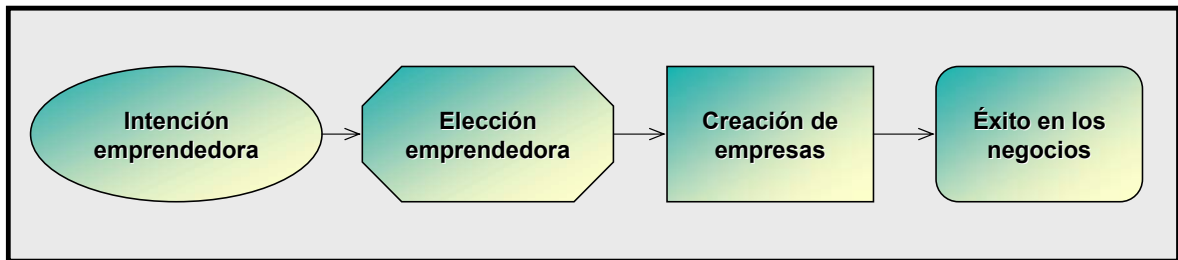 Intención
emprendedora
Elección
emprendedora
Creación de
empresas
Éxito en los
negocios